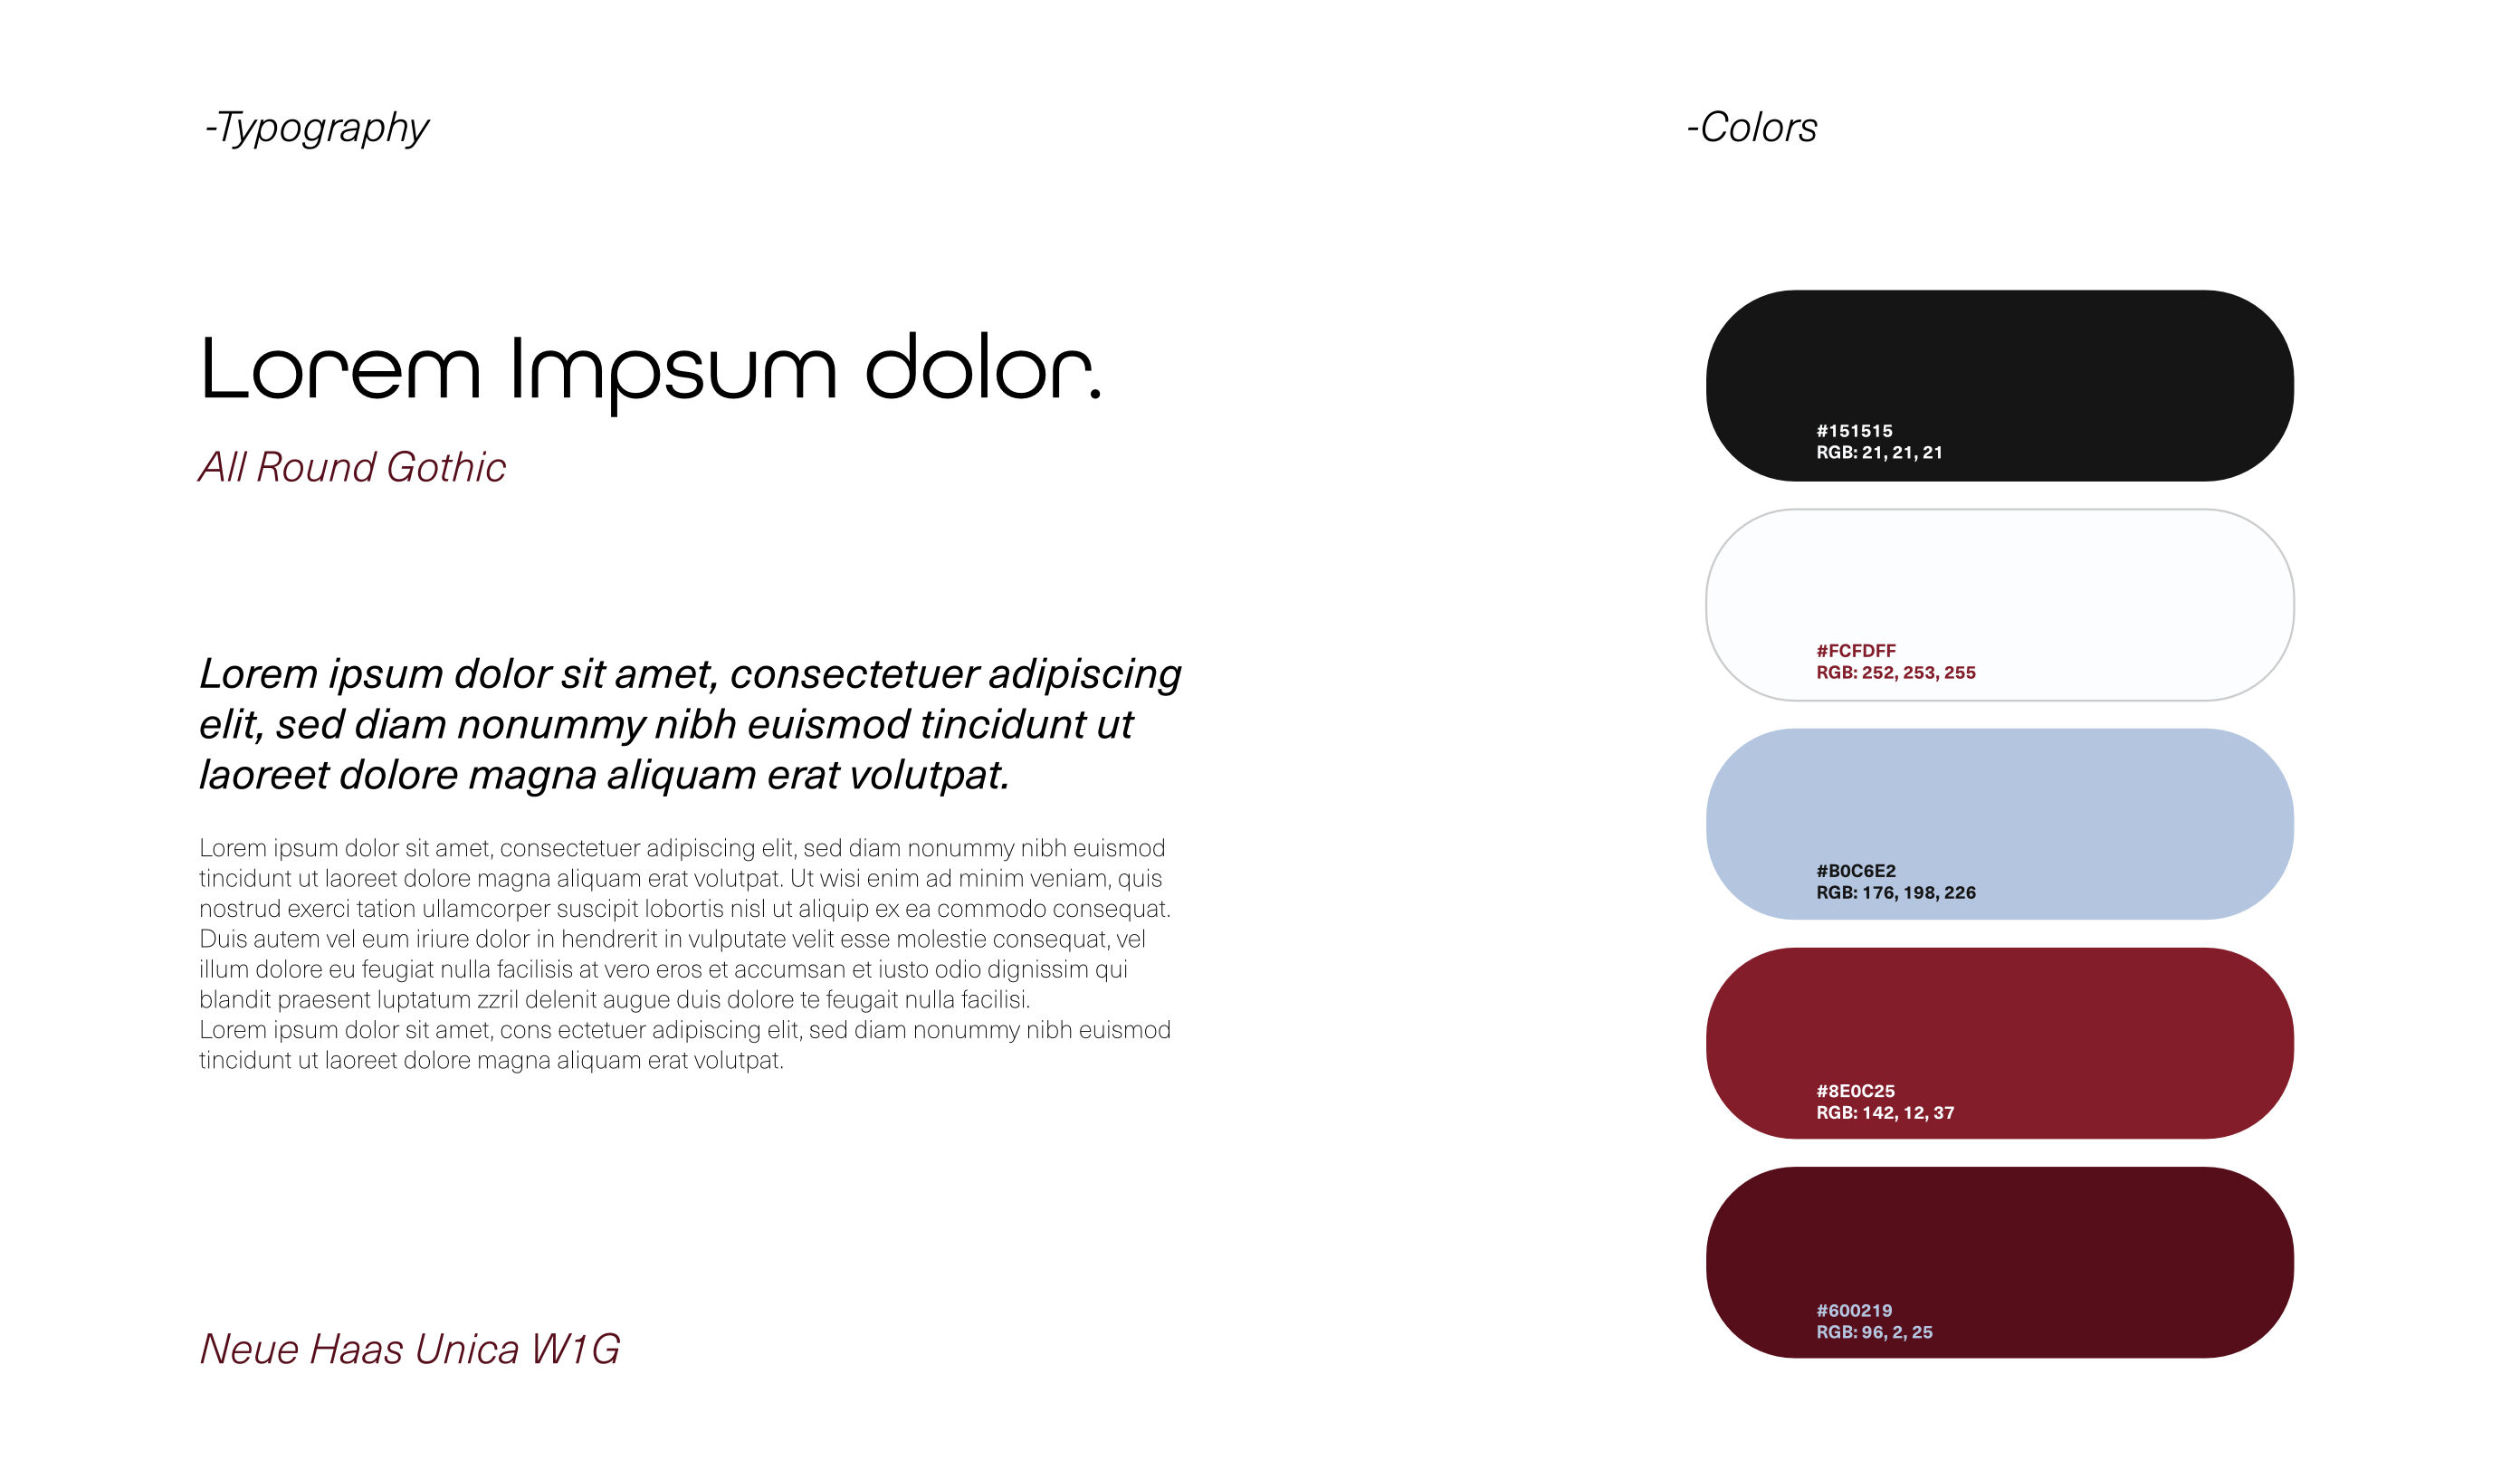 -Typography
Lorem Impsum dolor.
All Round Gothic
Lorem ipsum dolor sit amet, consectetuer adipiscing
elit, sed diam nonummy nibh euismod tincidunt ut
laoreet dolore magna aliquam erat volutpat.
Lorem ipsum dolor sit amet, consectetuer adipiscing elit, sed diam nonummy nibh euismod
tincidunt ut laoreet dolore magna aliquam erat volutpat. Ut wisi enim ad minim veniam, quis
nostrud exerci tation ullamcorper suscipit lobortis nisl ut aliquip ex ea commodo consequat.
Duis autem vel eum iriure dolor in hendrerit in vulputate velit esse molestie consequat, vel
illum dolore eu feugiat nulla facilisis at vero eros et accumsan et iusto odio dignissim qui
blandit praesent luptatum zzril delenit augue duis dolore te feugait nulla facilisi.
Lorem ipsum dolor sit amet, cons ectetuer adipiscing elit, sed diam nonummy nibh euismod
tincidunt ut laoreet dolore magna aliquam erat volutpat.
Neue Haas Unica W1G
-Colors
#151515
RGB: 21, 21, 21
#FCFDFF
RGB: 252, 253, 255
#B0C6E2
RGB: 176, 198, 226
#8E0C25
RGB: 142, 12, 37
#600219
RGB: 96, 2, 25